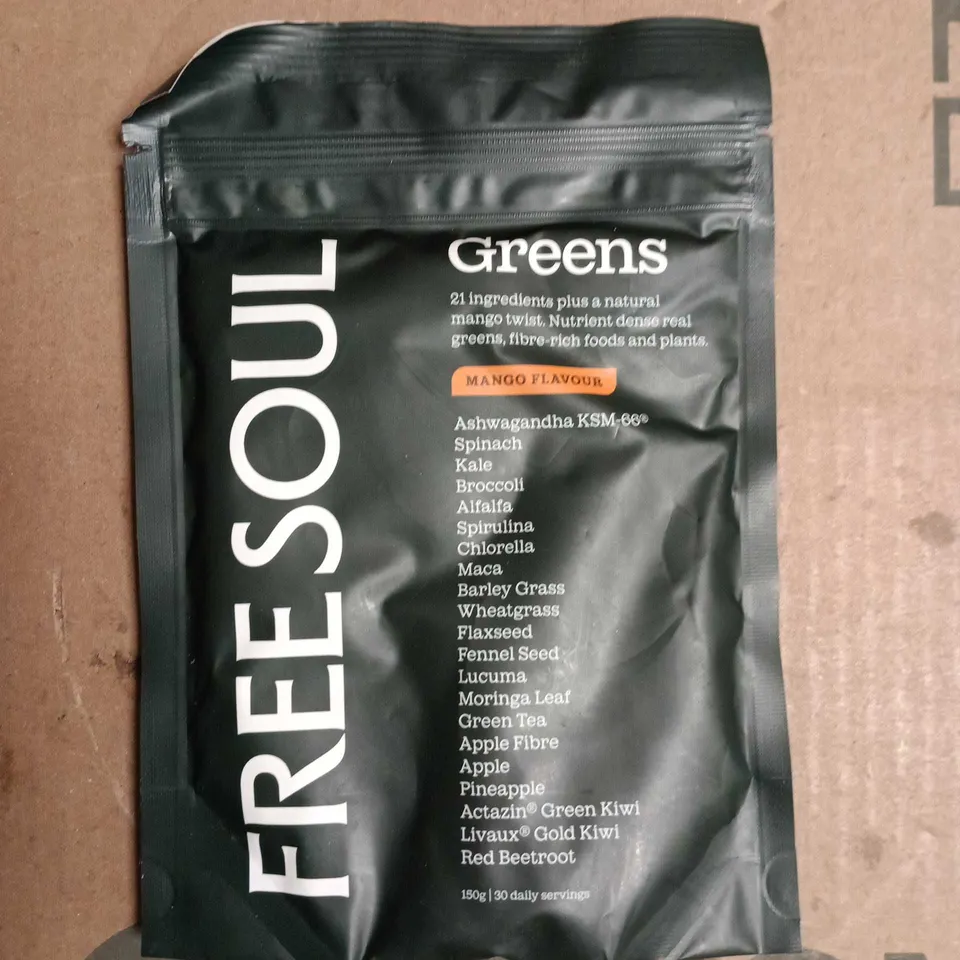 FREE SOUL
Greens
21 ingredients plus a natural
mango twist. Nutrient dense real
greens, fibre-rich foods and plants.
MANGO FLAVOUR
Ashwagandha KSM-66®
Spinach
Kale
Broccoli
Alfalfa
Spirulina
Chlorella
Maca
Barley Grass
Wheatgrass
Flaxseed
Fennel Seed
Lucuma
Moringa Leaf
Green Tea
Apple Fibre
Apple
Pineapple
Actazin® Green Kiwi
Livaux® Gold Kiwi
Red Beetroot
150g | 30 daily servings